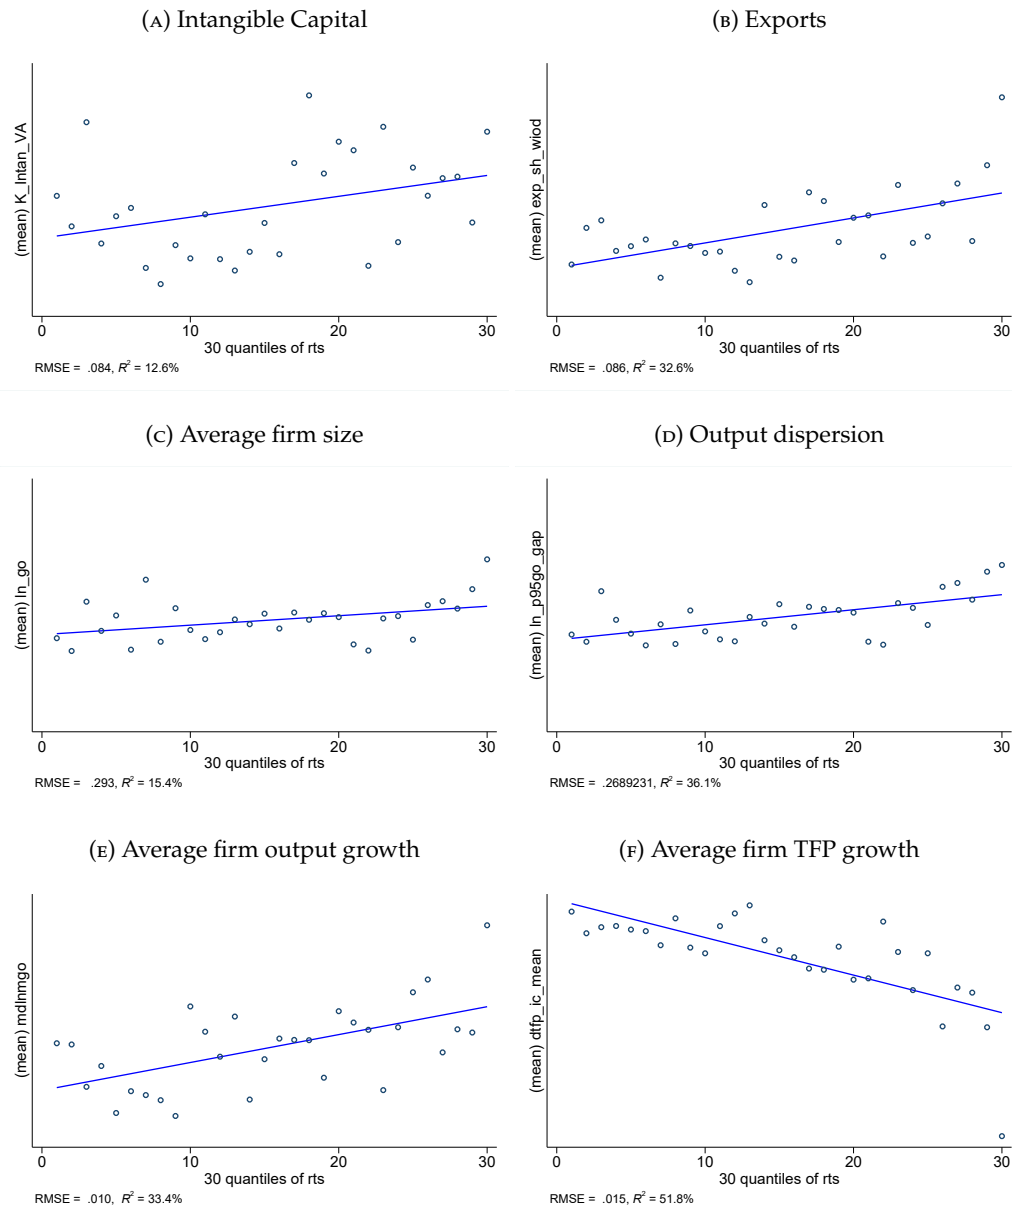 (A) Intangible Capital
(mean) K_Intan_VA
0 10 20 30
30 quantiles of rts
RMSE = .084, R² = 12.6%
(B) Exports
(mean) exp_sh_wiod
0 10 20 30
30 quantiles of rts
RMSE = .086, R² = 32.6%
(C) Average firm size
(mean) ln_go
0 10 20 30
30 quantiles of rts
RMSE = .293, R² = 15.4%
(D) Output dispersion
(mean) ln_p95go_gap
0 10 20 30
30 quantiles of rts
RMSE = .2689231, R² = 36.1%
(E) Average firm output growth
(mean) mdlnmgo
0 10 20 30
30 quantiles of rts
RMSE = .010, R² = 33.4%
(F) Average firm TFP growth
(mean) dtfp_ic_mean
0 10 20 30
30 quantiles of rts
RMSE = .015, R² = 51.8%